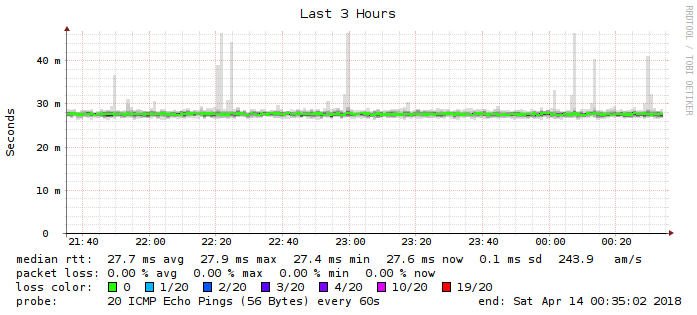 Last 3 Hours
RRDTOOL / TOBI OETIKER
Seconds
40 m
30 m
20 m
10 m
0
21:40 22:00 22:20 22:40 23:00 23:20 23:40 00:00 00:20
median rtt: 27.7 ms avg 27.9 ms max 27.4 ms min 27.6 ms now 0.1 ms sd 243.9 am/s
packet loss: 0.00 % avg 0.00 % max 0.00 % min 0.00 % now
loss color: 0 1/20 2/20 3/20 4/20 10/20 19/20
probe: 20 ICMP Echo Pings (56 Bytes) every 60s end: Sat Apr 14 00:35:02 2018